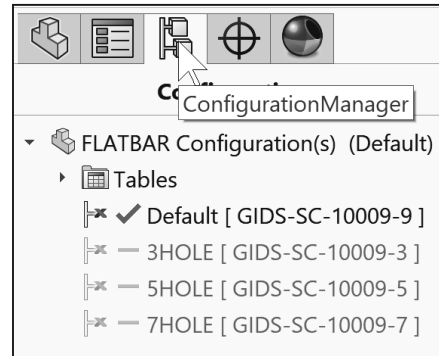 ConfigurationManager
FLATBAR Configuration(s) (Default)
Tables
Default [ GIDS-SC-10009-9 ]
3HOLE [ GIDS-SC-10009-3 ]
5HOLE [ GIDS-SC-10009-5 ]
7HOLE [ GIDS-SC-10009-7 ]